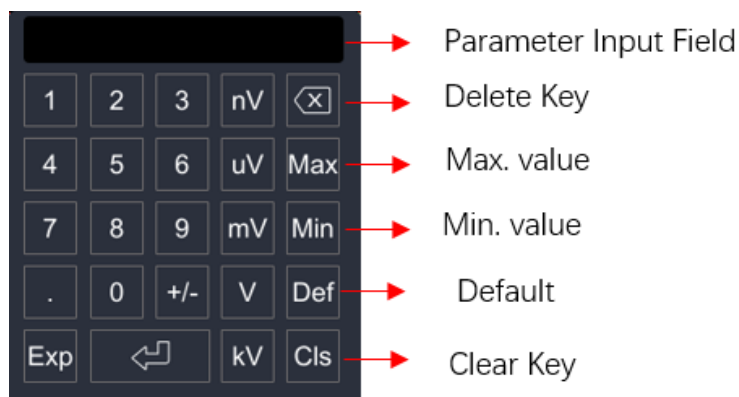 Parameter Input Field
1 2 3 nV Delete Key
4 5 6 uV Max Max. value
7 8 9 mV Min Min. value
. 0 +/- V Def Default
Exp kV Cls Clear Key